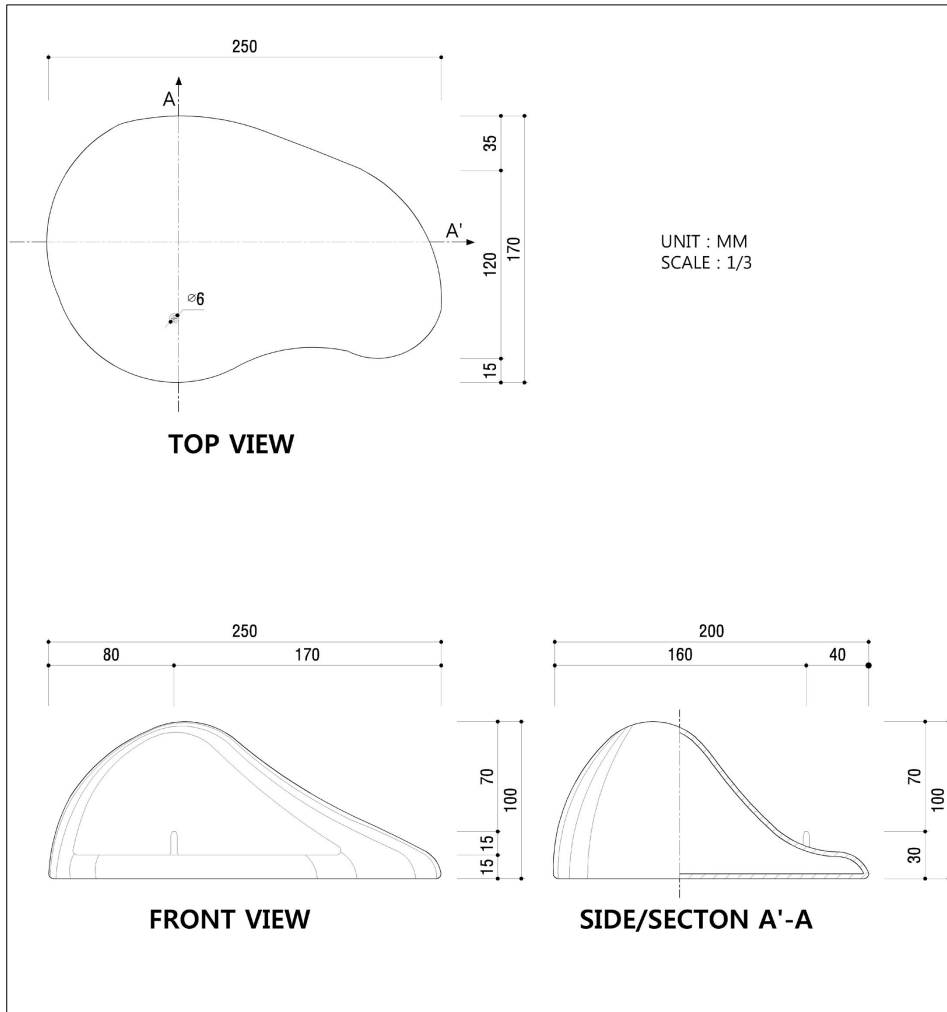 250
A
35
A'
120
170
⌀6
15
UNIT : MM
SCALE : 1/3
TOP VIEW
250
80
170
70
100
15
15
FRONT VIEW
200
160
40
70
100
30
SIDE/SECTON A'-A